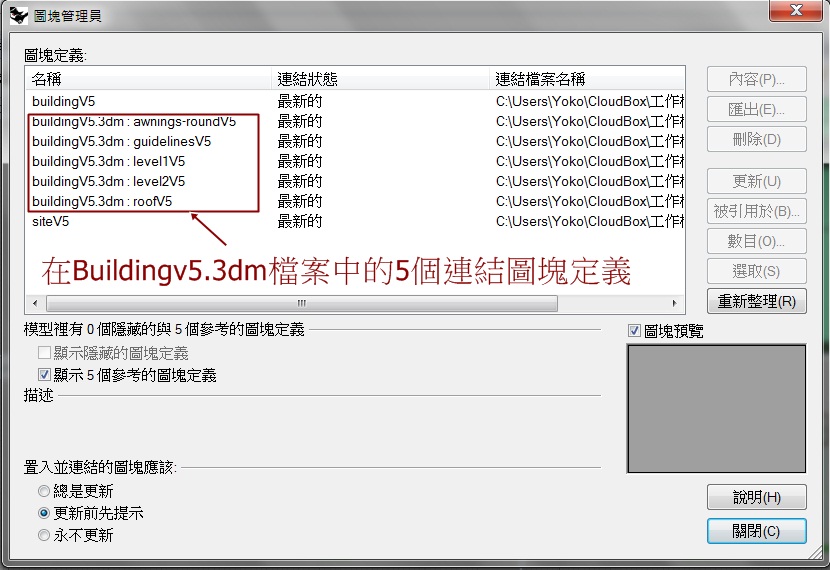 圖塊管理員
圖塊定義:
名稱 連結狀態 連結檔案名稱
buildingV5 最新的 C:\Users\Yoko\CloudBox\工作
buildingV5.3dm : awnings-roundV5 最新的 C:\Users\Yoko\CloudBox\工作
buildingV5.3dm : guidelinesV5 最新的 C:\Users\Yoko\CloudBox\工作
buildingV5.3dm : level1V5 最新的 C:\Users\Yoko\CloudBox\工作
buildingV5.3dm : level2V5 最新的 C:\Users\Yoko\CloudBox\工作
buildingV5.3dm : roofV5 最新的 C:\Users\Yoko\CloudBox\工作
siteV5 最新的 C:\Users\Yoko\CloudBox\工作
在Buildingv5.3dm檔案中的5個連結圖塊定義
內容(P)...
匯出(E)...
刪除(D)
更新(U)
被引用於(B)...
數目(O)...
選取(S)
重新整理(R)
模型裡有 0 個隱藏的與 5 個參考的圖塊定義
顯示隱藏的圖塊定義
顯示 5 個參考的圖塊定義
描述
圖塊預覽
置入並連結的圖塊應該:
總是更新
更新前先提示
永不更新
說明(H)
關閉(C)